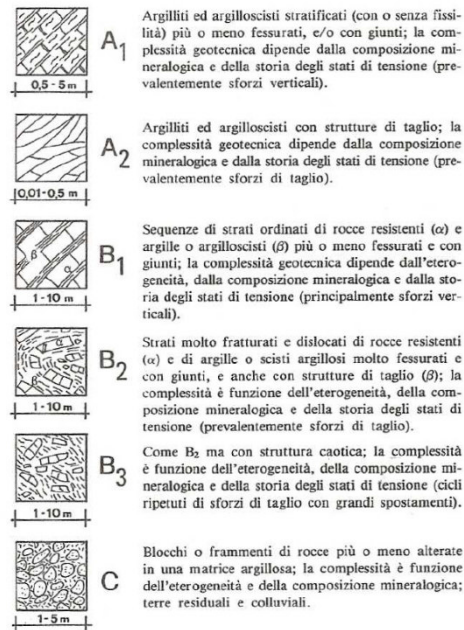 A1
Argilliti ed argilloscisti stratificati (con o senza fissi-
lità) più o meno fessurati, e/o con giunti; la com-
plessità geotecnica dipende dalla composizione mi-
neralogica e della storia degli stati di tensione (pre-
valentemente sforzi verticali).
0,5 - 5 m
A2
Argilliti ed argilloscisti con strutture di taglio; la
complessità geotecnica dipende dalla composizione
mineralogica e dalla storia degli stati di tensione (pre-
valentemente sforzi di taglio).
0,01-0,5 m
β
α
B1
Sequenze di strati ordinati di rocce resistenti (α) e
argille o argilloscisti (β) più o meno fessurati e con
giunti; la complessità geotecnica dipende dall'etero-
geneità, dalla composizione mineralogica e dalla sto-
ria degli stati di tensione (principalmente sforzi ver-
ticali).
1-10 m
α
β
B2
Strati molto fratturati e dislocati di rocce resistenti
(α) e di argille o scisti argillosi molto fessurati e
con giunti, e anche con strutture di taglio (β); la
complessità è funzione dell'eterogeneità, della com-
posizione mineralogica e della storia degli stati di
tensione (prevalentemente sforzi di taglio).
1-10 m
B3
Come B2 ma con struttura caotica; la complessità
è funzione dell'eterogeneità, della composizione mi-
neralogica e della storia degli stati di tensione (cicli
ripetuti di sforzi di taglio con grandi spostamenti).
1-10 m
C
Blocchi o frammenti di rocce più o meno alterate
in una matrice argillosa; la complessità è funzione
dell'eterogeneità e della composizione mineralogica;
terre residuali e colluviali.
1-5 m